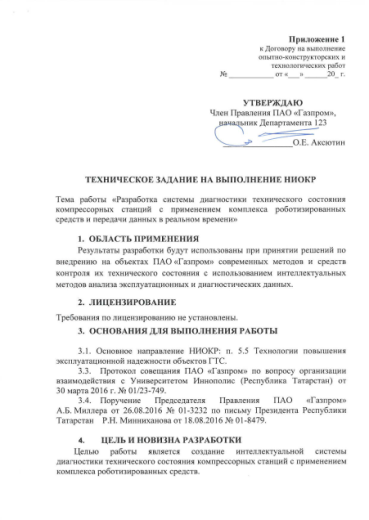 Приложение 1
к Договору на выполнение
опытно-конструкторских и
технологических работ
№ ____________ от «___» ______20_ г.
УТВЕРЖДАЮ
Член Правления ПАО «Газпром»,
начальник Департамента 123
__________________О.Е. Аксютин
ТЕХНИЧЕСКОЕ ЗАДАНИЕ НА ВЫПОЛНЕНИЕ НИОКР
Тема работы «Разработка системы диагностики технического состояния
компрессорных станций с применением комплекса роботизированных
средств и передачи данных в реальном времени»
1. ОБЛАСТЬ ПРИМЕНЕНИЯ
Результаты разработки будут использованы при принятии решений по
внедрению на объектах ПАО «Газпром» современных методов и средств
контроля их технического состояния с использованием интеллектуальных
методов анализа эксплуатационных и диагностических данных.
2. ЛИЦЕНЗИРОВАНИЕ
Требования по лицензированию не установлены.
3. ОСНОВАНИЯ ДЛЯ ВЫПОЛНЕНИЯ РАБОТЫ
3.1. Основное направление НИОКР: п. 5.5 Технологии повышения
эксплуатационной надежности объектов ГТС.
3.3. Протокол совещания ПАО «Газпром» по вопросу организации
взаимодействия с Университетом Иннополис (Республика Татарстан) от
30 марта 2016 г. № 01/23-749.
3.4. Поручение Председателя Правления ПАО «Газпром»
А.Б. Миллера от 26.08.2016 № 01-3232 по письму Президента Республики
Татарстан Р.Н. Минниханова от 18.08.2016 № 01-8479.
4. ЦЕЛЬ И НОВИЗНА РАЗРАБОТКИ
Целью работы является создание интеллектуальной системы
диагностики технического состояния компрессорных станций с применением
комплекса роботизированных средств.